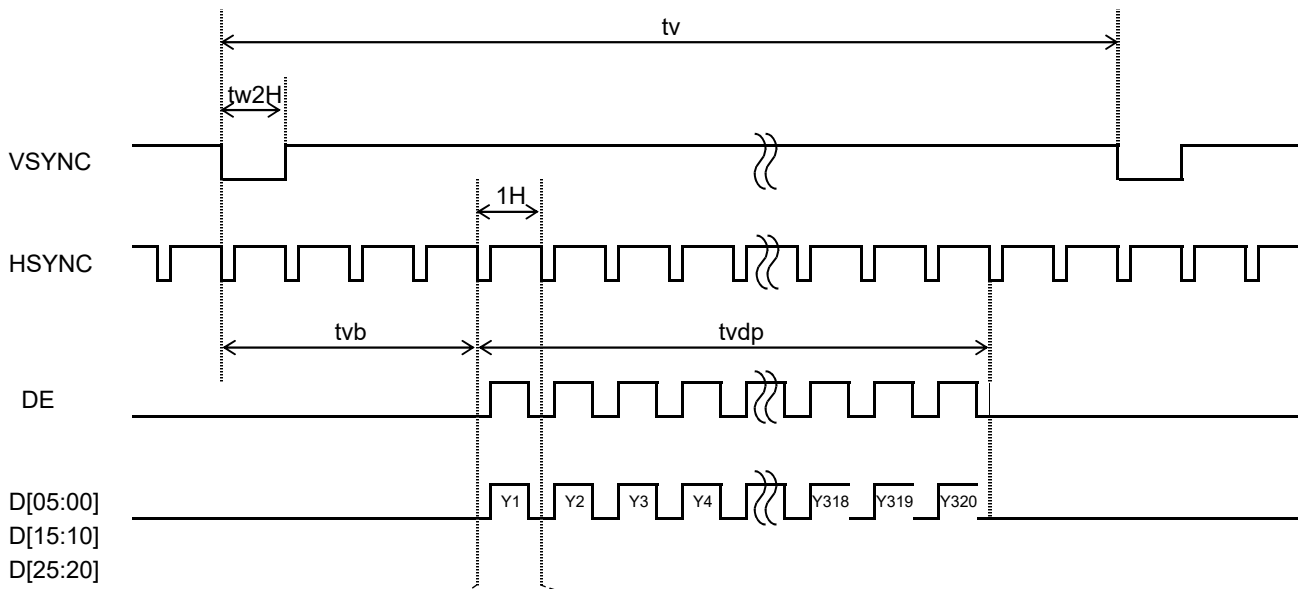 tv
tw2H
VSYNC
1H
HSYNC
tvb
tvdp
DE
D[05:00]
D[15:10]
D[25:20]
Y1 Y2 Y3 Y4 Y318 Y319 Y320